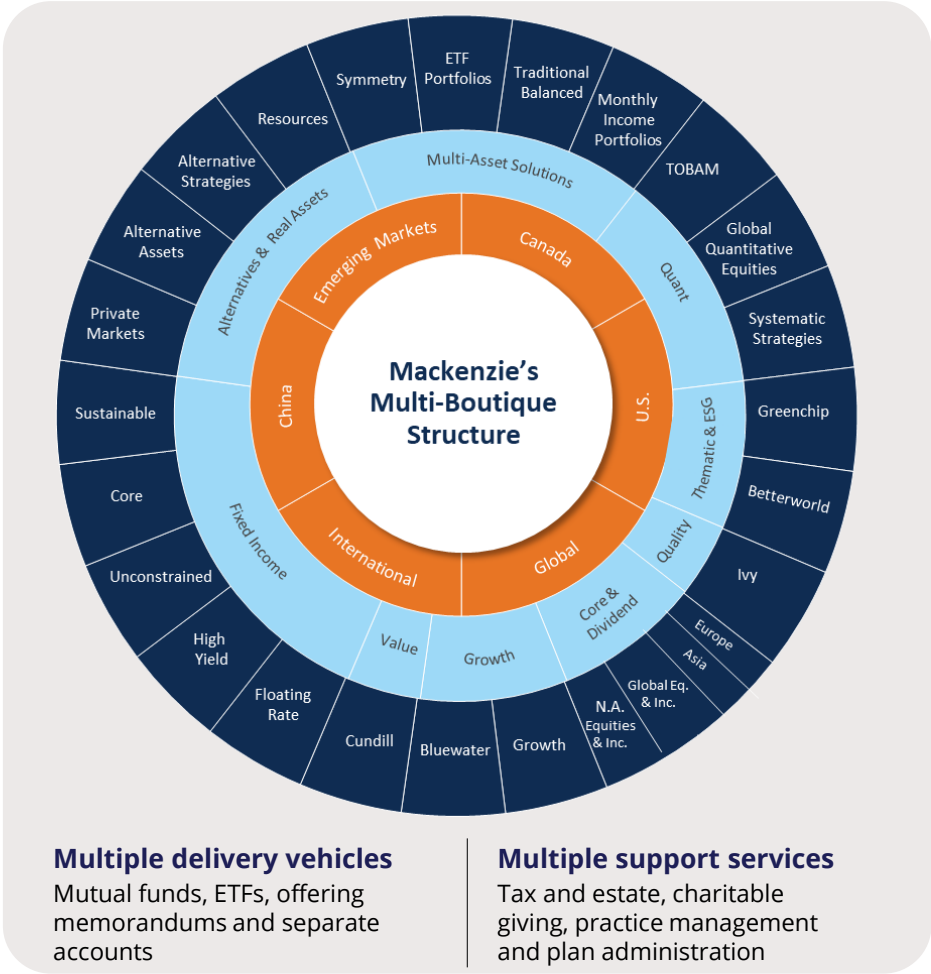 Symmetry
ETF
Portfolios
Traditional
Balanced
Monthly
Income
Portfolios
TOBAM
Global
Quantitative
Equities
Systematic
Strategies
Greenchip
Betterworld
Ivy
Europe
Asia
Global Eq.
& Inc.
N.A.
Equities
& Inc.
Growth
Bluewater
Cundill
Floating
Rate
High
Yield
Unconstrained
Core
Sustainable
Private
Markets
Alternative
Assets
Alternative
Strategies
Resources
Multi-Asset Solutions
Quant
Thematic & ESG
Quality
Core &
Dividend
Growth
Value
Fixed Income
Alternatives & Real Assets
Emerging Markets
Canada
U.S.
Global
International
China
Mackenzie’s
Multi-Boutique
Structure
Multiple delivery vehicles
Mutual funds, ETFs, offering
memorandums and separate
accounts
Multiple support services
Tax and estate, charitable
giving, practice management
and plan administration